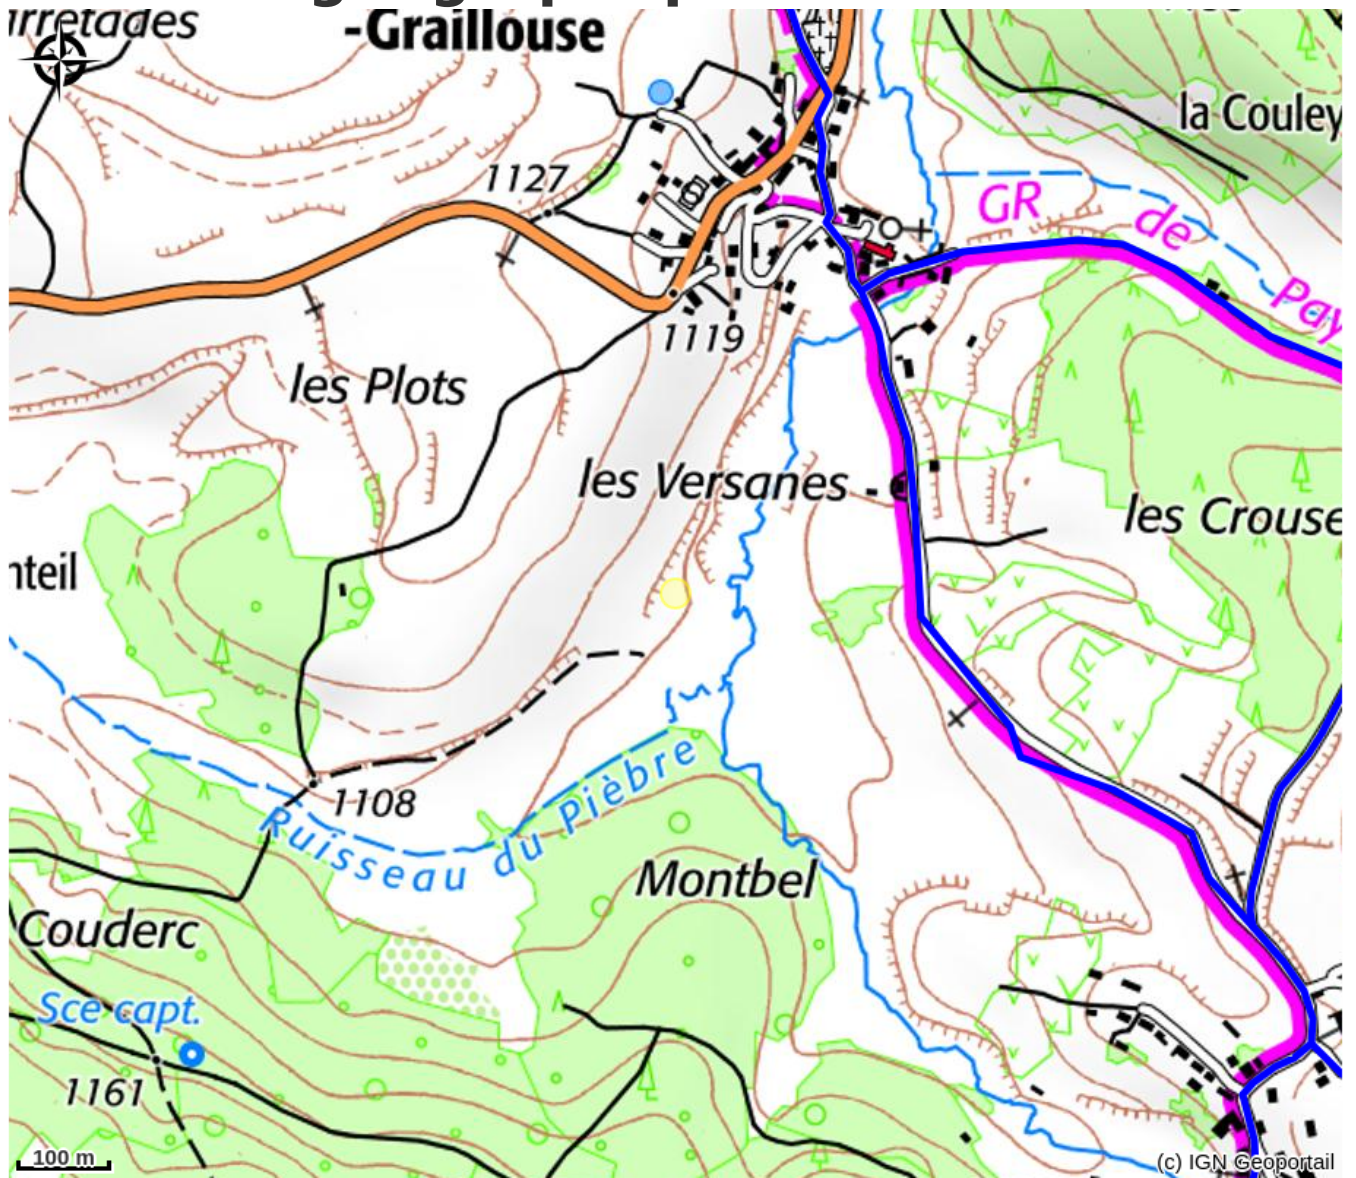 -Graillouse
la Couley
1127
GR de Pay
1119
les Plots
les Versanes
les Crouse
nteil
1108
Ruisseau du Pièbre
Montbel
Couderc
Sce capt.
1161
100 m
(c) IGN Geoportail